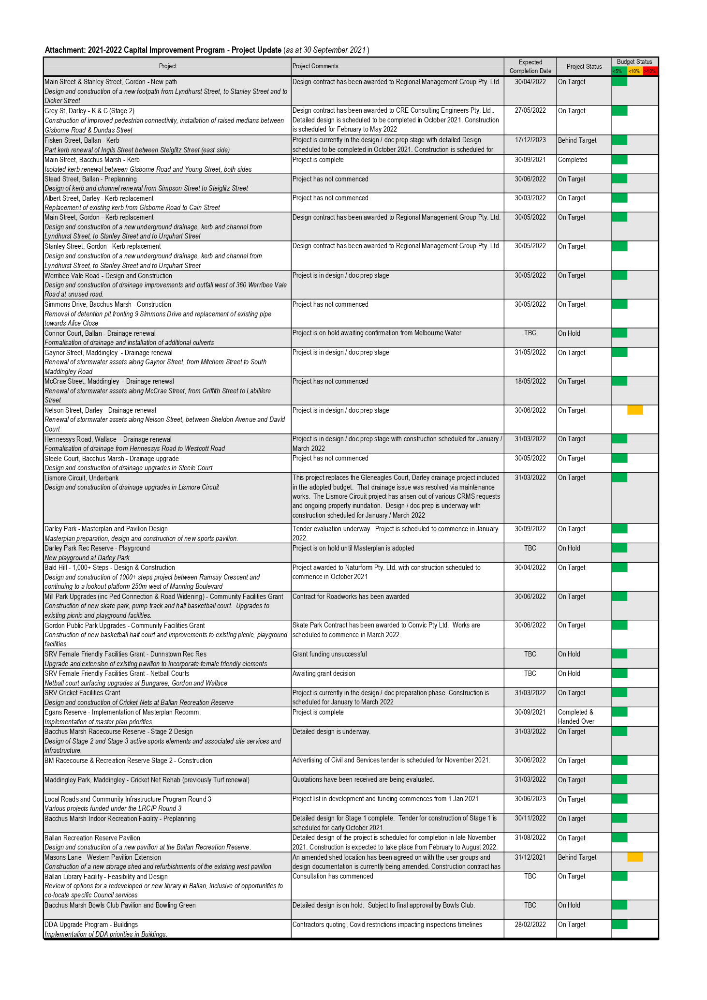 Attachment: 2021-2022 Capital Improvement Program - Project Update (as at 30 September 2021)
Project
Project Comments
Expected
Completion Date
Project Status
Budget Status
<5% <10% >10%
Main Street & Stanley Street, Gordon - New path
Design and construction of a new footpath from Lyndhurst Street, to Stanley Street and to
Dicker Street
Design contract has been awarded to Regional Management Group Pty. Ltd.
30/04/2022
On Target
Grey St, Darley - K & C (Stage 2)
Construction of improved pedestrian connectivity, installation of raised medians between
Gisborne Road & Dundas Street
Design contract has been awarded to CRE Consulting Engineers Pty. Ltd..
Detailed design is scheduled to be completed in October 2021. Construction
is scheduled for February to May 2022
27/05/2022
On Target
Fisken Street, Ballan - Kerb
Part kerb renewal of Inglis Street between Steiglitz Street (east side)
Project is currently in the design / doc prep stage with detailed Design
scheduled to be completed in October 2021. Construction is scheduled for
17/12/2023
Behind Target
Main Street, Bacchus Marsh - Kerb
Isolated kerb renewal between Gisborne Road and Young Street, both sides
Project is complete
30/09/2021
Completed
Stead Street, Ballan - Preplanning
Design of kerb and channel renewal from Simpson Street to Steiglitz Street
Project has not commenced
30/06/2022
On Target
Albert Street, Darley - Kerb replacement
Replacement of existing kerb from Gisborne Road to Cain Street
Project has not commenced
30/03/2022
On Target
Main Street, Gordon - Kerb replacement
Design and construction of a new underground drainage, kerb and channel from
Lyndhurst Street, to Stanley Street and to Urquhart Street
Design contract has been awarded to Regional Management Group Pty. Ltd.
30/05/2022
On Target
Stanley Street, Gordon - Kerb replacement
Design and construction of a new underground drainage, kerb and channel from
Lyndhurst Street, to Stanley Street and to Urquhart Street
Design contract has been awarded to Regional Management Group Pty. Ltd.
30/05/2022
On Target
Werribee Vale Road - Design and Construction
Design and construction of drainage improvements and outfall west of 360 Werribee Vale
Road at unused road.
Project is in design / doc prep stage
30/05/2022
On Target
Simmons Drive, Bacchus Marsh - Construction
Removal of detention pit fronting 9 Simmons Drive and replacement of existing pipe
towards Alice Close
Project has not commenced
30/05/2022
On Target
Connor Court, Ballan - Drainage renewal
Formalisation of drainage and installation of additional culverts
Project is on hold awaiting confirmation from Melbourne Water
TBC
On Hold
Gaynor Street, Maddingley - Drainage renewal
Renewal of stormwater assets along Gaynor Street, from Mitchem Street to South
Maddingley Road
Project is in design / doc prep stage
31/05/2022
On Target
McCrae Street, Maddingley - Drainage renewal
Renewal of stormwater assets along McCrae Street, from Griffith Street to Labilliere
Street
Project has not commenced
18/05/2022
On Target
Nelson Street, Darley - Drainage renewal
Renewal of stormwater assets along Nelson Street, between Sheldon Avenue and David
Court
Project is in design / doc prep stage
30/06/2022
On Target
Hennessys Road, Wallace - Drainage renewal
Formalisation of drainage from Hennessys Road to Westcott Road
Project is in design / doc prep stage with construction scheduled for January /
March 2022
31/03/2022
On Target
Steele Court, Bacchus Marsh - Drainage upgrade
Design and construction of drainage upgrades in Steele Court
Project has not commenced
30/05/2022
On Target
Lismore Circuit, Underbank
Design and construction of drainage upgrades in Lismore Circuit
This project replaces the Gleneagles Court, Darley drainage project included
in the adopted budget. That drainage issue was resolved via maintenance
works. The Lismore Circuit project has arisen out of various CRMS requests
and ongoing property inundation. Design / doc prep is underway with
construction scheduled for January / March 2022
31/03/2022
On Target
Darley Park - Masterplan and Pavilion Design
Masterplan preparation, design and construction of new sports pavilion.
Tender evaluation underway. Project is scheduled to commence in January
2022.
30/09/2022
On Target
Darley Park Rec Reserve - Playground
New playground at Darley Park.
Project is on hold until Masterplan is adopted
TBC
On Hold
Bald Hill - 1,000+ Steps - Design & Construction
Design and construction of 1000+ steps project between Ramsay Crescent and
continuing to a lookout platform 250m west of Manning Boulevard
Project awarded to Naturform Pty. Ltd. with construction scheduled to
commence in October 2021
30/04/2022
On Target
Mill Park Upgrades (inc Ped Connection & Road Widening) - Community Facilities Grant
Construction of new skate park, pump track and half basketball court. Upgrades to
existing picnic and playground facilities.
Contract for Roadworks has been awarded
30/06/2022
On Target
Gordon Public Park Upgrades - Community Facilities Grant
Construction of new basketball half court and improvements to existing picnic, playground
facilities.
Skate Park Contract has been awarded to Convic Pty Ltd. Works are
scheduled to commence in March 2022.
30/06/2022
On Target
SRV Female Friendly Facilities Grant - Dunnstown Rec Res
Upgrade and extension of existing pavilion to incorporate female friendly elements
Grant funding unsuccessful
TBC
On Hold
SRV Female Friendly Facilities Grant - Netball Courts
Netball court surfacing upgrades at Bungaree, Gordon and Wallace
Awaiting grant decision
TBC
On Hold
SRV Cricket Facilities Grant
Design and construction of Cricket Nets at Ballan Recreation Reserve
Project is currently in the design / doc preparation phase. Construction is
scheduled for January to March 2022
31/03/2022
On Target
Egans Reserve - Implementation of Masterplan Recomm.
Implementation of master plan priorities.
Project is complete
30/09/2021
Completed &
Handed Over
Bacchus Marsh Racecourse Reserve - Stage 2 Design
Design of Stage 2 and Stage 3 active sports elements and associated site services and
infrastructure.
Detailed design is underway.
31/03/2022
On Target
BM Racecourse & Recreation Reserve Stage 2 - Construction
Advertising of Civil and Services tender is scheduled for November 2021.
30/06/2022
On Target
Maddingley Park, Maddingley - Cricket Net Rehab (previously Turf renewal)
Quotations have been received are being evaluated.
31/03/2022
On Target
Local Roads and Community Infrastructure Program Round 3
Various projects funded under the LRCIP Round 3
Project list in development and funding commences from 1 Jan 2021
30/06/2023
On Target
Bacchus Marsh Indoor Recreation Facility - Preplanning
Detailed design for Stage 1 complete. Tender for construction of Stage 1 is
scheduled for early October 2021.
30/11/2022
On Target
Ballan Recreation Reserve Pavilion
Design and construction of a new pavilion at the Ballan Recreation Reserve.
Detailed design of the project is scheduled for completion in late November
2021. Construction is expected to take place from February to August 2022.
31/08/2022
On Target
Masons Lane - Western Pavilion Extension
Construction of a new storage shed and refurbishments of the existing west pavilion
An amended shed location has been agreed on with the user groups and
design documentation is currently being amended. Construction contract has
31/12/2021
Behind Target
Ballan Library Facility - Feasibility and Design
Review of options for a redeveloped or new library in Ballan, inclusive of opportunities to
co-locate specific Council services
Consultation has commenced
TBC
On Target
Bacchus Marsh Bowls Club Pavilion and Bowling Green
Detailed design is on hold. Subject to final approval by Bowls Club.
TBC
On Hold
DDA Upgrade Program - Buildings
Implementation of DDA priorities in Buildings.
Contractors quoting, Covid restrictions impacting inspections timelines
28/02/2022
On Target